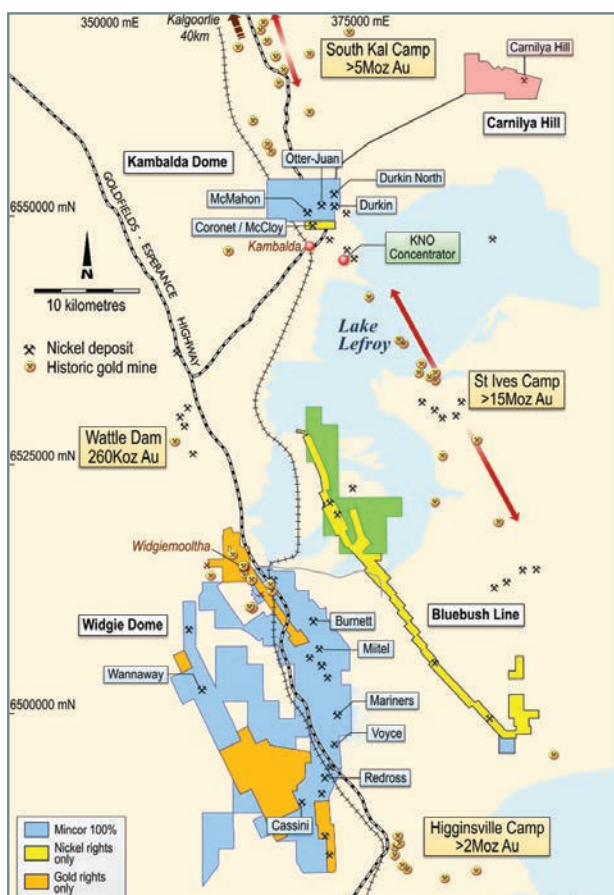 350000 mE
Kalgoorlie
40km
375000 mE
South Kal Camp
>5Moz Au
Carnilya Hill
Carnilya Hill
Kambalda Dome
Otter-Juan
Durkin North
McMahon
Durkin
6550000 mN
Coronet / McCloy
Kambalda
KNO
Concentrator
GOLDFIELDS - ESPERANCE
HIGHWAY
N
10 kilometres
Lake
Lefroy
Nickel deposit
Historic gold mine
St Ives Camp
>15Moz Au
Wattle Dam
260Koz Au
6525000 mN
Widgiemooltha
Widgie Dome
Burnett
Bluebush Line
Miitel
Wannaway
Mariners
6500000 mN
Voyce
Redross
Cassini
Higginsville Camp
>2Moz Au
Mincor 100%
Nickel rights
only
Gold rights
only